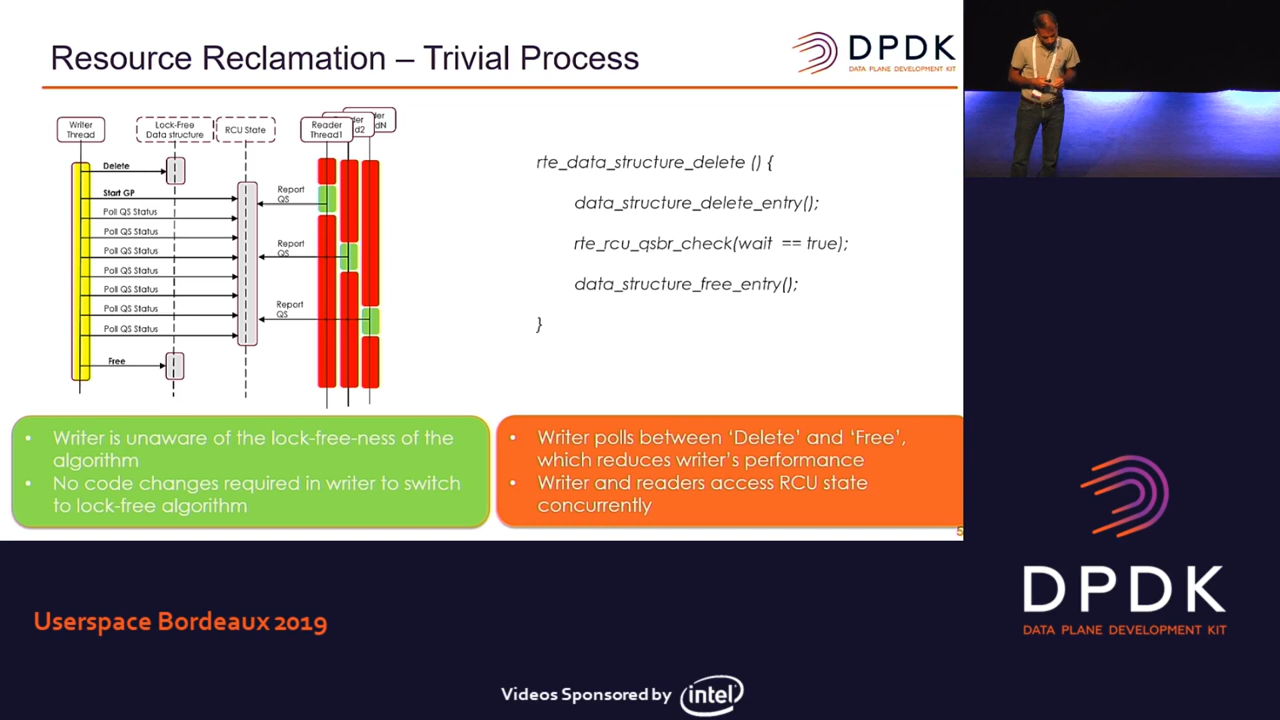 Resource Reclamation – Trivial Process
DPDK
DATA PLANE DEVELOPMENT KIT
Writer
Thread
Lock-Free
Data structure
RCU State
Reader
Thread1
der
d2
der
dN
Delete
Start GP
Poll QS Status
Poll QS Status
Poll QS Status
Poll QS Status
Poll QS Status
Poll QS Status
Poll QS Status
Free
Report
QS
Report
QS
Report
QS
rte_data_structure_delete () {
data_structure_delete_entry();
rte_rcu_qsbr_check(wait == true);
data_structure_free_entry();
}
• Writer is unaware of the lock-free-ness of the
algorithm
• No code changes required in writer to switch
to lock-free algorithm
• Writer polls between ‘Delete’ and ‘Free’,
which reduces writer’s performance
• Writer and readers access RCU state
concurrently
5
DPDK
DATA PLANE DEVELOPMENT KIT
Userspace Bordeaux 2019
Videos Sponsored by intel